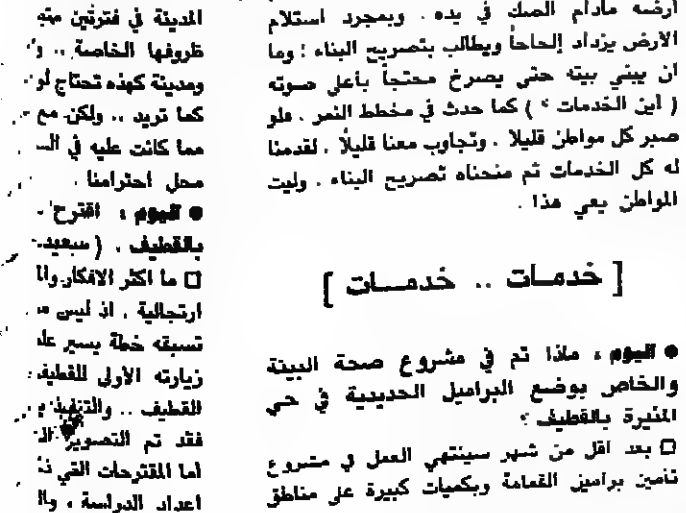 أرضه مادام الصك في يده . وبمجرد استلام
الارض يزداد إلحاحاً ويطالب بتصريح البناء ؛ وما
ان يبني بيته حتى يصرخ محتجاً بأعلى صوته
( اين الخدمات ؟ ) كما حدث في مخطط النمر . فلو
صبر كل مواطن قليلا . وتجاوب معنا قليلاً . لقدمنا
له كل الخدمات ثم منحناه تصريح البناء . وليت
المواطن يعي هذا .
[ خدمـات .. خدمـــات ]
● اليوم : ماذا تم في مشروع صحة البيئة
والخاص بوضع البراميل الحديدية في حي
المنيرة بالقطيف ؟
□ بعد اقل من شهر سينتهي العمل في مشروع
تأمين براميل القمامة وبكميات كبيرة على مناطق
المدينة في فترتين
ظروفها الخاصة ..
ومدينة كهذه تحتاج
كما تريد .. ولكن مع
مما كانت عليه في
محل احترامنا .
● اليوم : اقترح
بالقطيف . (
□ ما اكثر الافكار
ارتجالية . اذ ليس
تسبقه خطة يسير
زيارته الاولى للقطيف
القطيف .. والتنفيذ
فقد تم التصوير
اما المقترحات التي
اعداد الدراسة .